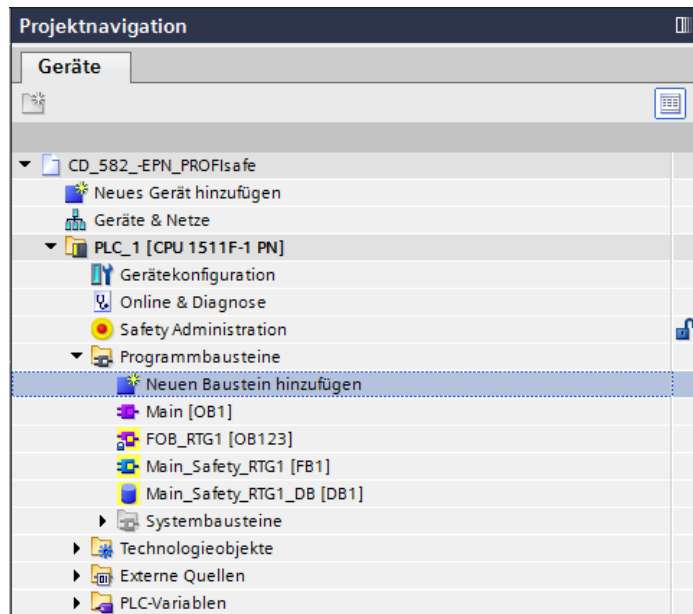 Projektnavigation
Geräte
CD_582_-EPN_PROFIsafe
Neues Gerät hinzufügen
Geräte & Netze
PLC_1 [CPU 1511F-1 PN]
Gerätekonfiguration
Online & Diagnose
Safety Administration
Programmbausteine
Neuen Baustein hinzufügen
Main [OB1]
FOB_RTG1 [OB123]
Main_Safety_RTG1 [FB1]
Main_Safety_RTG1_DB [DB1]
Systembausteine
Technologieobjekte
Externe Quellen
PLC-Variablen